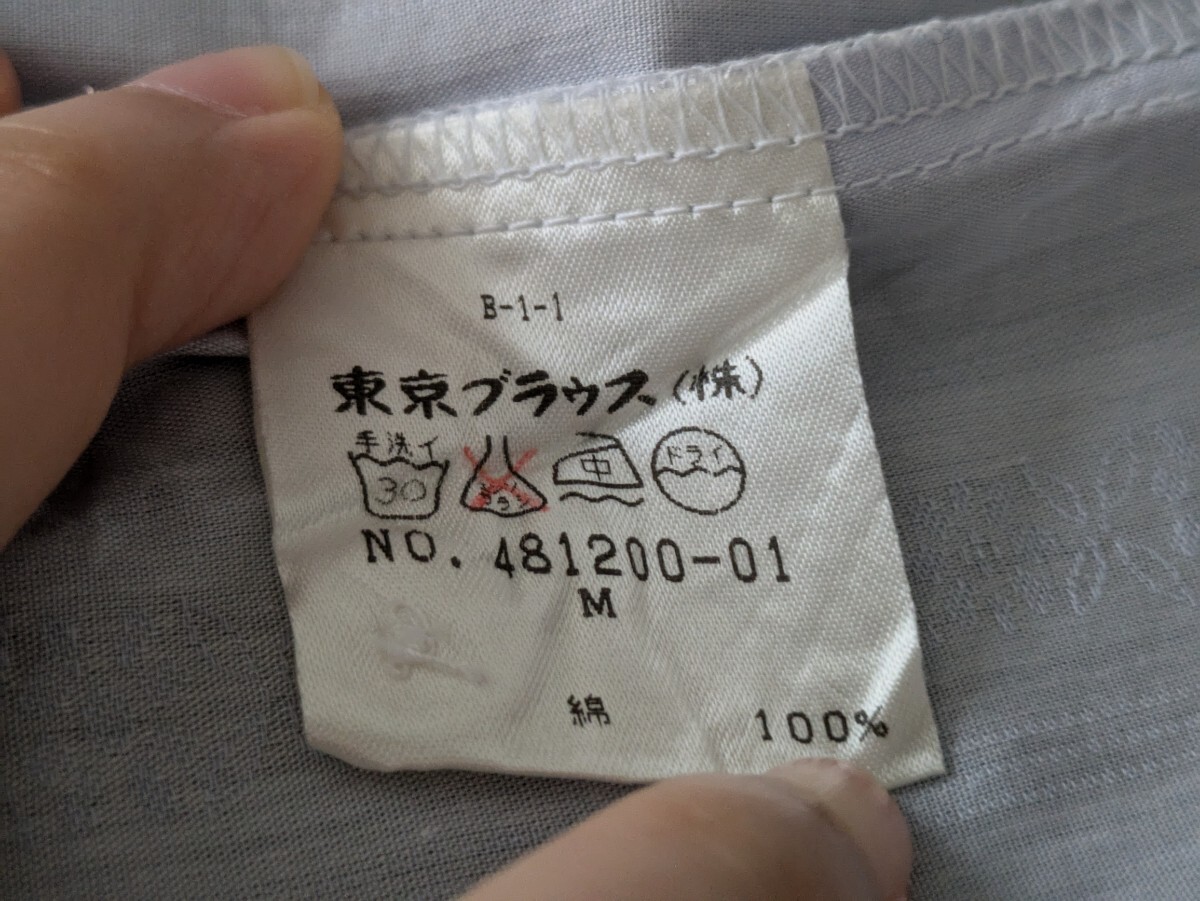 B-1-1
東京ブラウス(株)
手洗イ 30 中 ドライ
NO. 481200-01
M
綿 100%